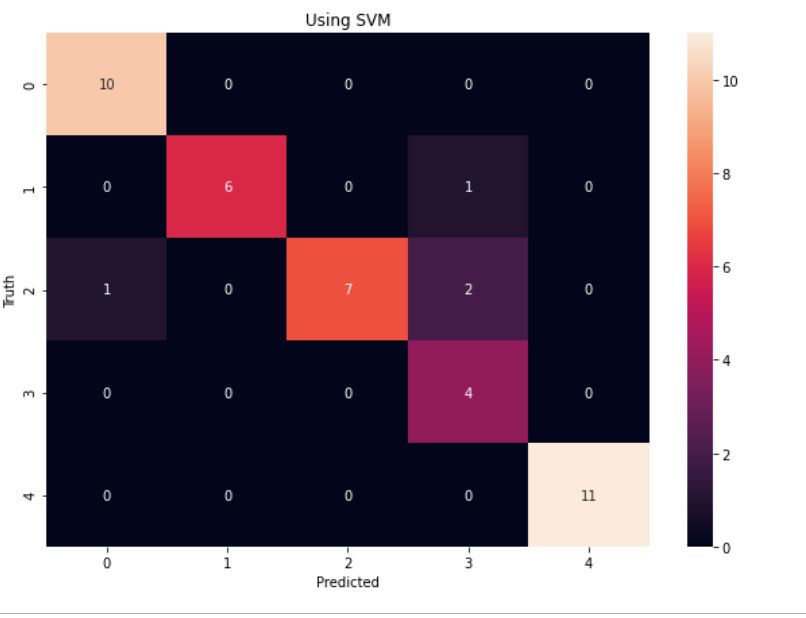 Using SVM
0 10 0 0 0 0
1 0 6 0 1 0
2 1 0 7 2 0
3 0 0 0 4 0
4 0 0 0 0 11
0 1 2 3 4
Predicted
Truth
10
8
6
4
2
0